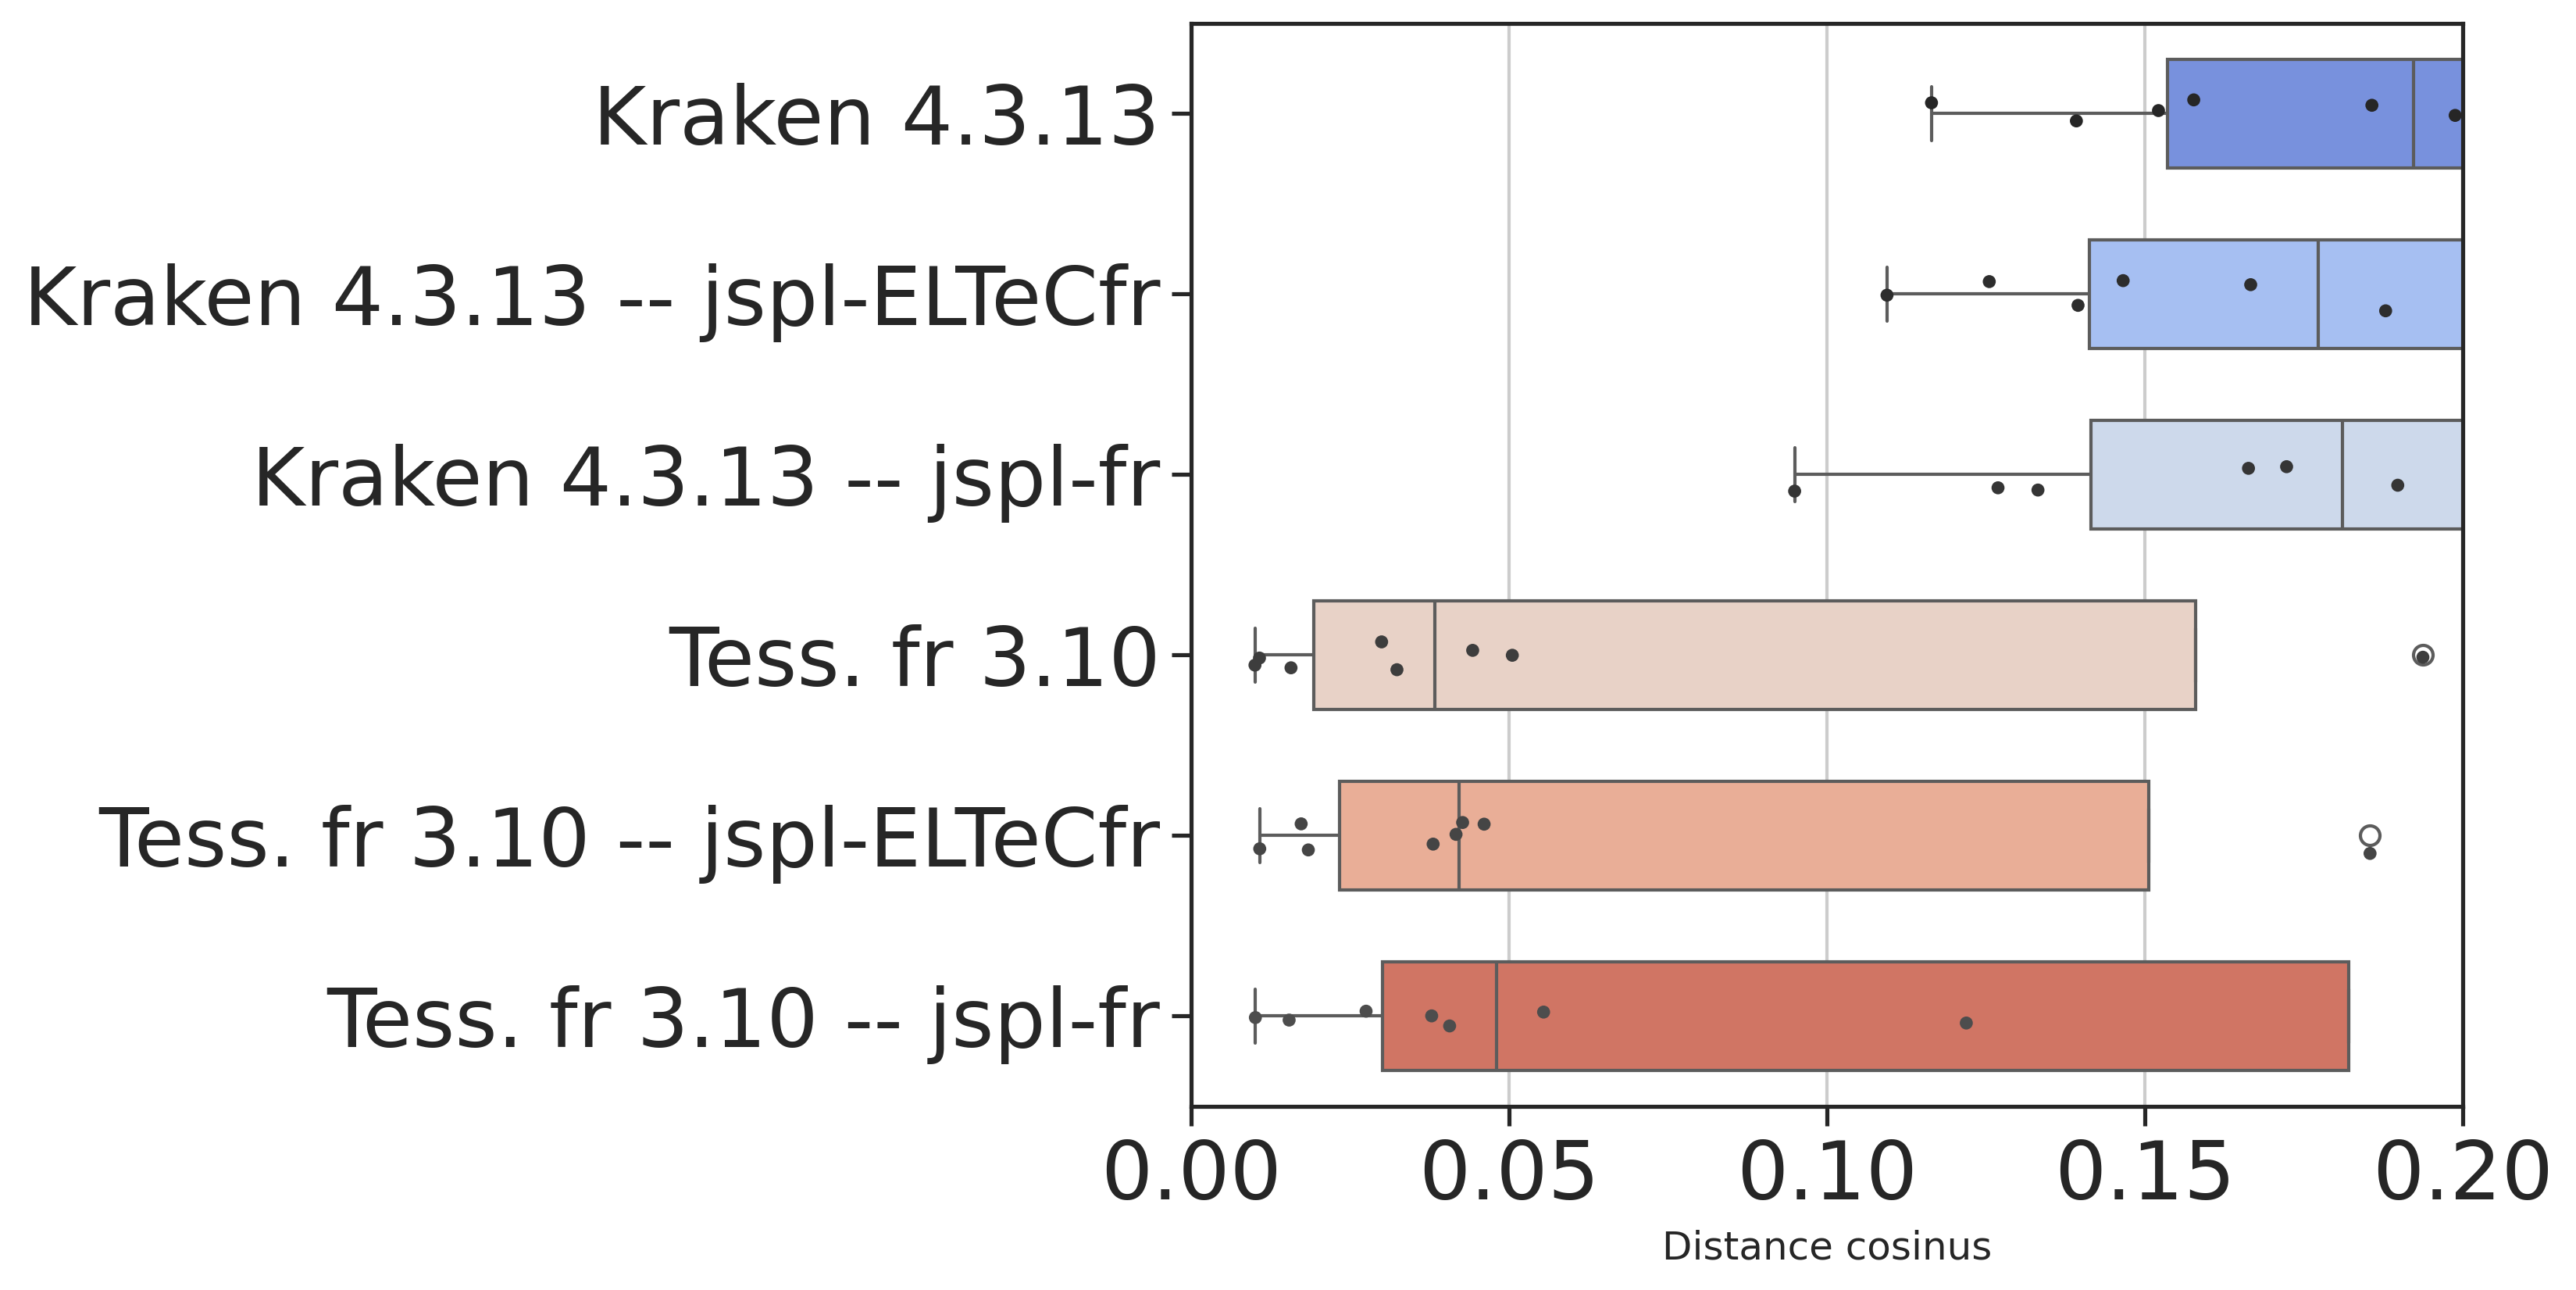 Kraken 4.3.13
Kraken 4.3.13 -- jspl-ELTeCfr
Kraken 4.3.13 -- jspl-fr
Tess. fr 3.10
Tess. fr 3.10 -- jspl-ELTeCfr
Tess. fr 3.10 -- jspl-fr
0.00 0.05 0.10 0.15 0.20
Distance cosinus